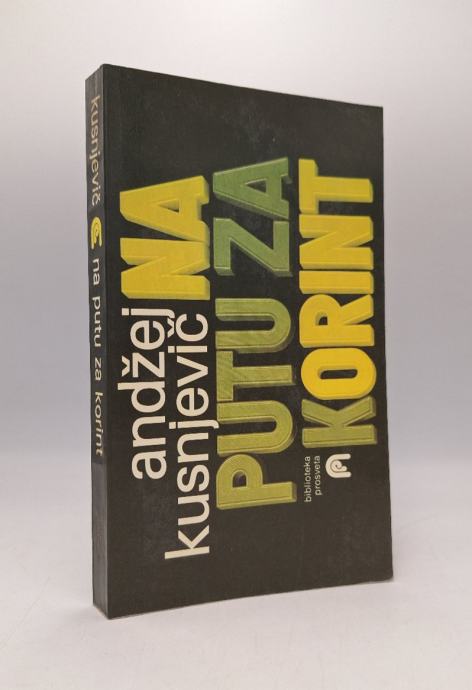 kusnjevič na putu za korint
andžej
kusnjevič
NA
PUTU ZA
KORINT
biblioteka
prosveta